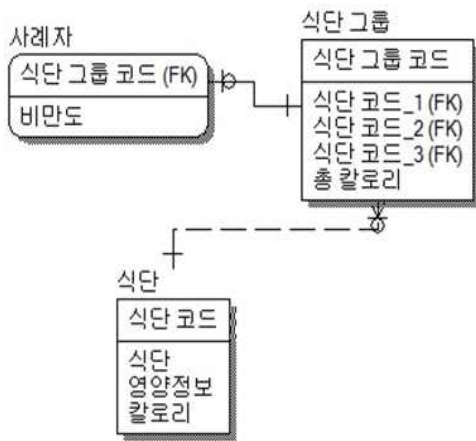 사례자
식단 그룹 코드 (FK)
비만도
식단 그룹
식단 그룹 코드
식단 코드_1 (FK)
식단 코드_2 (FK)
식단 코드_3 (FK)
총 칼로리
식단
식단 코드
식단
영양정보
칼로리